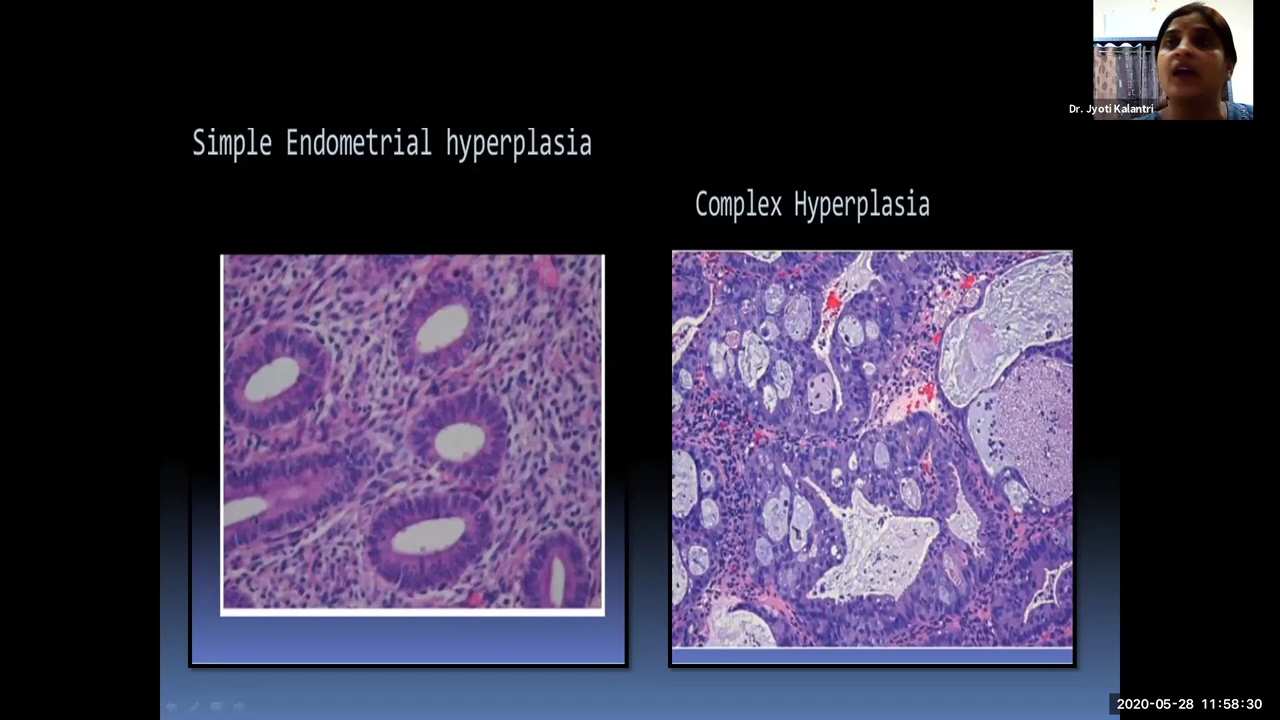 Dr. Jyoti Kalantri
Simple Endometrial hyperplasia
Complex Hyperplasia
2020-05-28 11:58:30